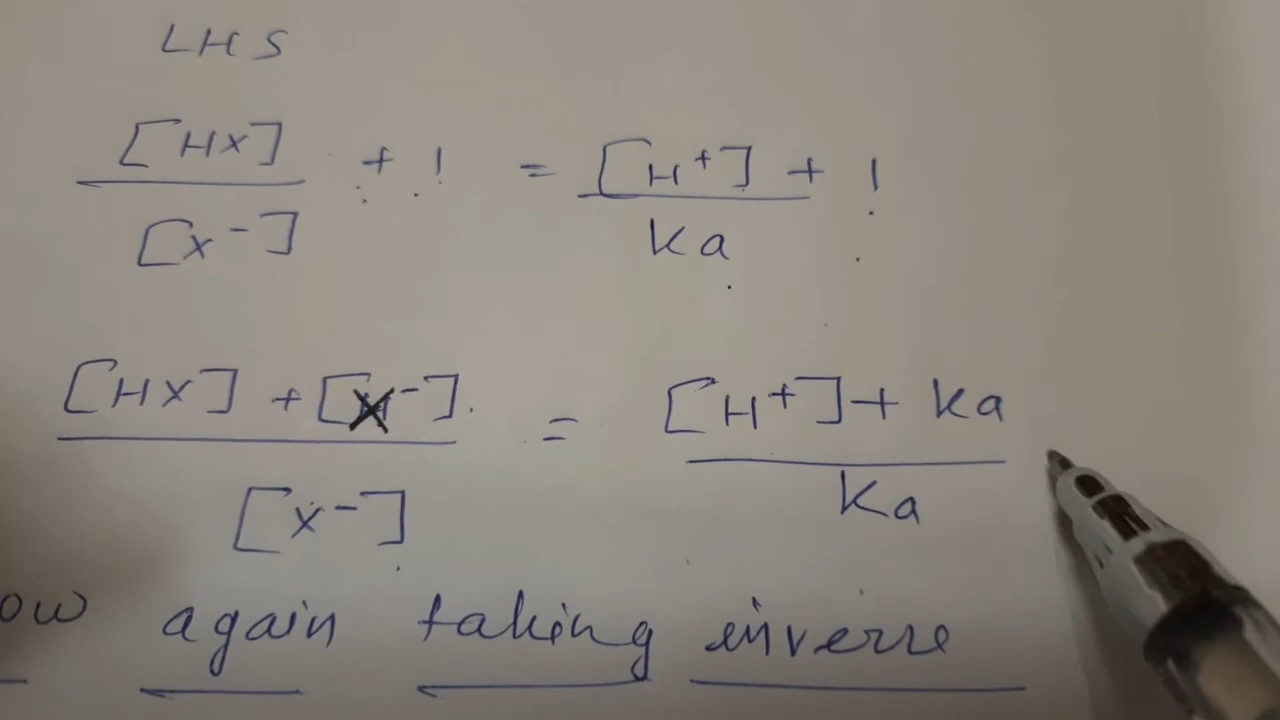 LHS
[HX] / [X⁻] + 1 = [H⁺] / Ka + 1
[HX] + [X⁻] / [X⁻] = [H⁺] + Ka / Ka
ow again taking inverse